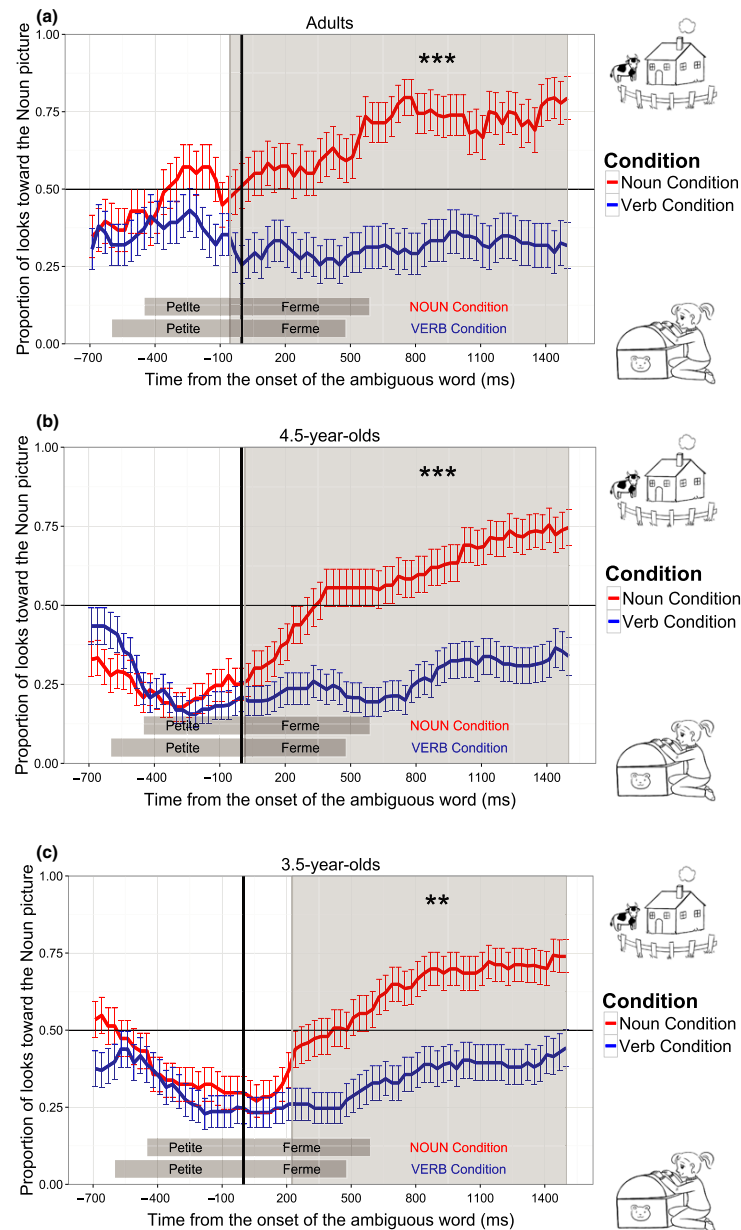 (a)
Adults
Proportion of looks toward the Noun picture
1.00
0.75
0.50
0.25
0.00
***
Petite Ferme NOUN Condition
Petite Ferme VERB Condition
−700 −400 −100 200 500 800 1100 1400
Time from the onset of the ambiguous word (ms)
Condition
Noun Condition
Verb Condition
(b)
4.5-year-olds
Proportion of looks toward the Noun picture
1.00
0.75
0.50
0.25
0.00
***
Petite Ferme NOUN Condition
Petite Ferme VERB Condition
−700 −400 −100 200 500 800 1100 1400
Time from the onset of the ambiguous word (ms)
Condition
Noun Condition
Verb Condition
(c)
3.5-year-olds
Proportion of looks toward the Noun picture
1.00
0.75
0.50
0.25
0.00
**
Petite Ferme NOUN Condition
Petite Ferme VERB Condition
−700 −400 −100 200 500 800 1100 1400
Time from the onset of the ambiguous word (ms)
Condition
Noun Condition
Verb Condition